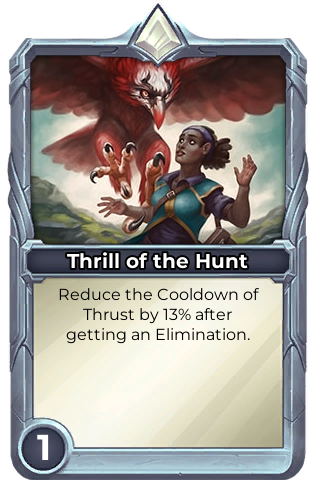 Thrill of the Hunt
Reduce the Cooldown of
Thrust by 13% after
getting an Elimination.
1